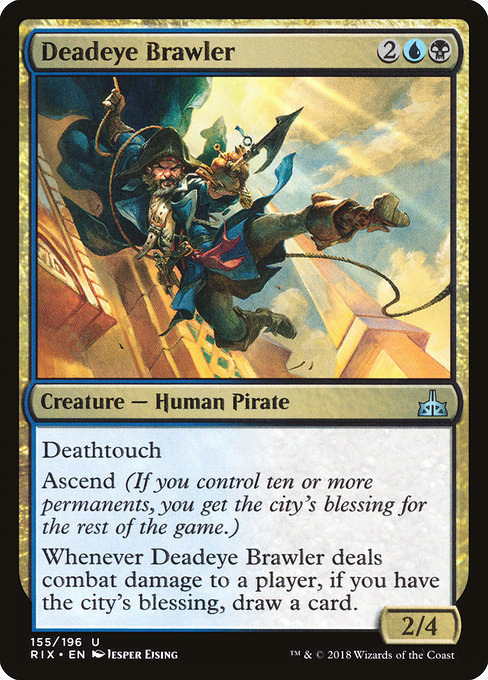 Deadeye Brawler 2
Creature — Human Pirate
Deathtouch
Ascend (If you control ten or more
permanents, you get the city's blessing for
the rest of the game.)
Whenever Deadeye Brawler deals
combat damage to a player, if you have
the city's blessing, draw a card.
2/4
155/196 U
RIX • EN Jesper Eising
™ & © 2018 Wizards of the Coast